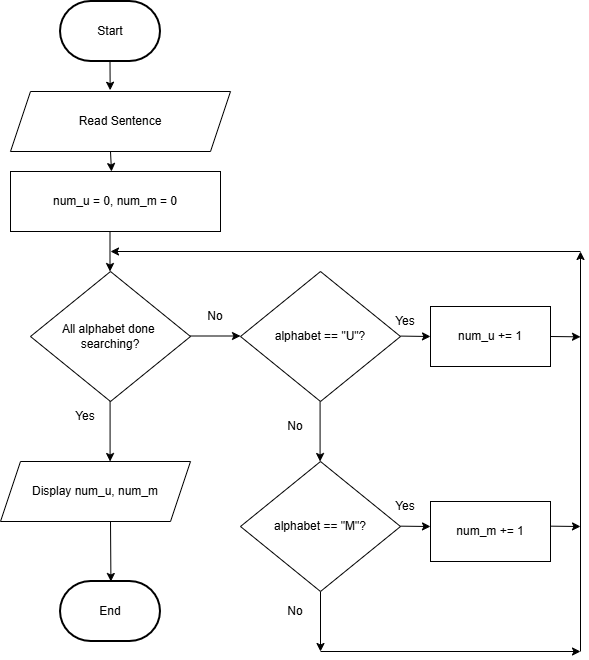 Start
Read Sentence
num_u = 0, num_m = 0
All alphabet done
searching?
No
alphabet == "U"?
Yes
num_u += 1
Yes
No
Display num_u, num_m
alphabet == "M"?
Yes
num_m += 1
No
End